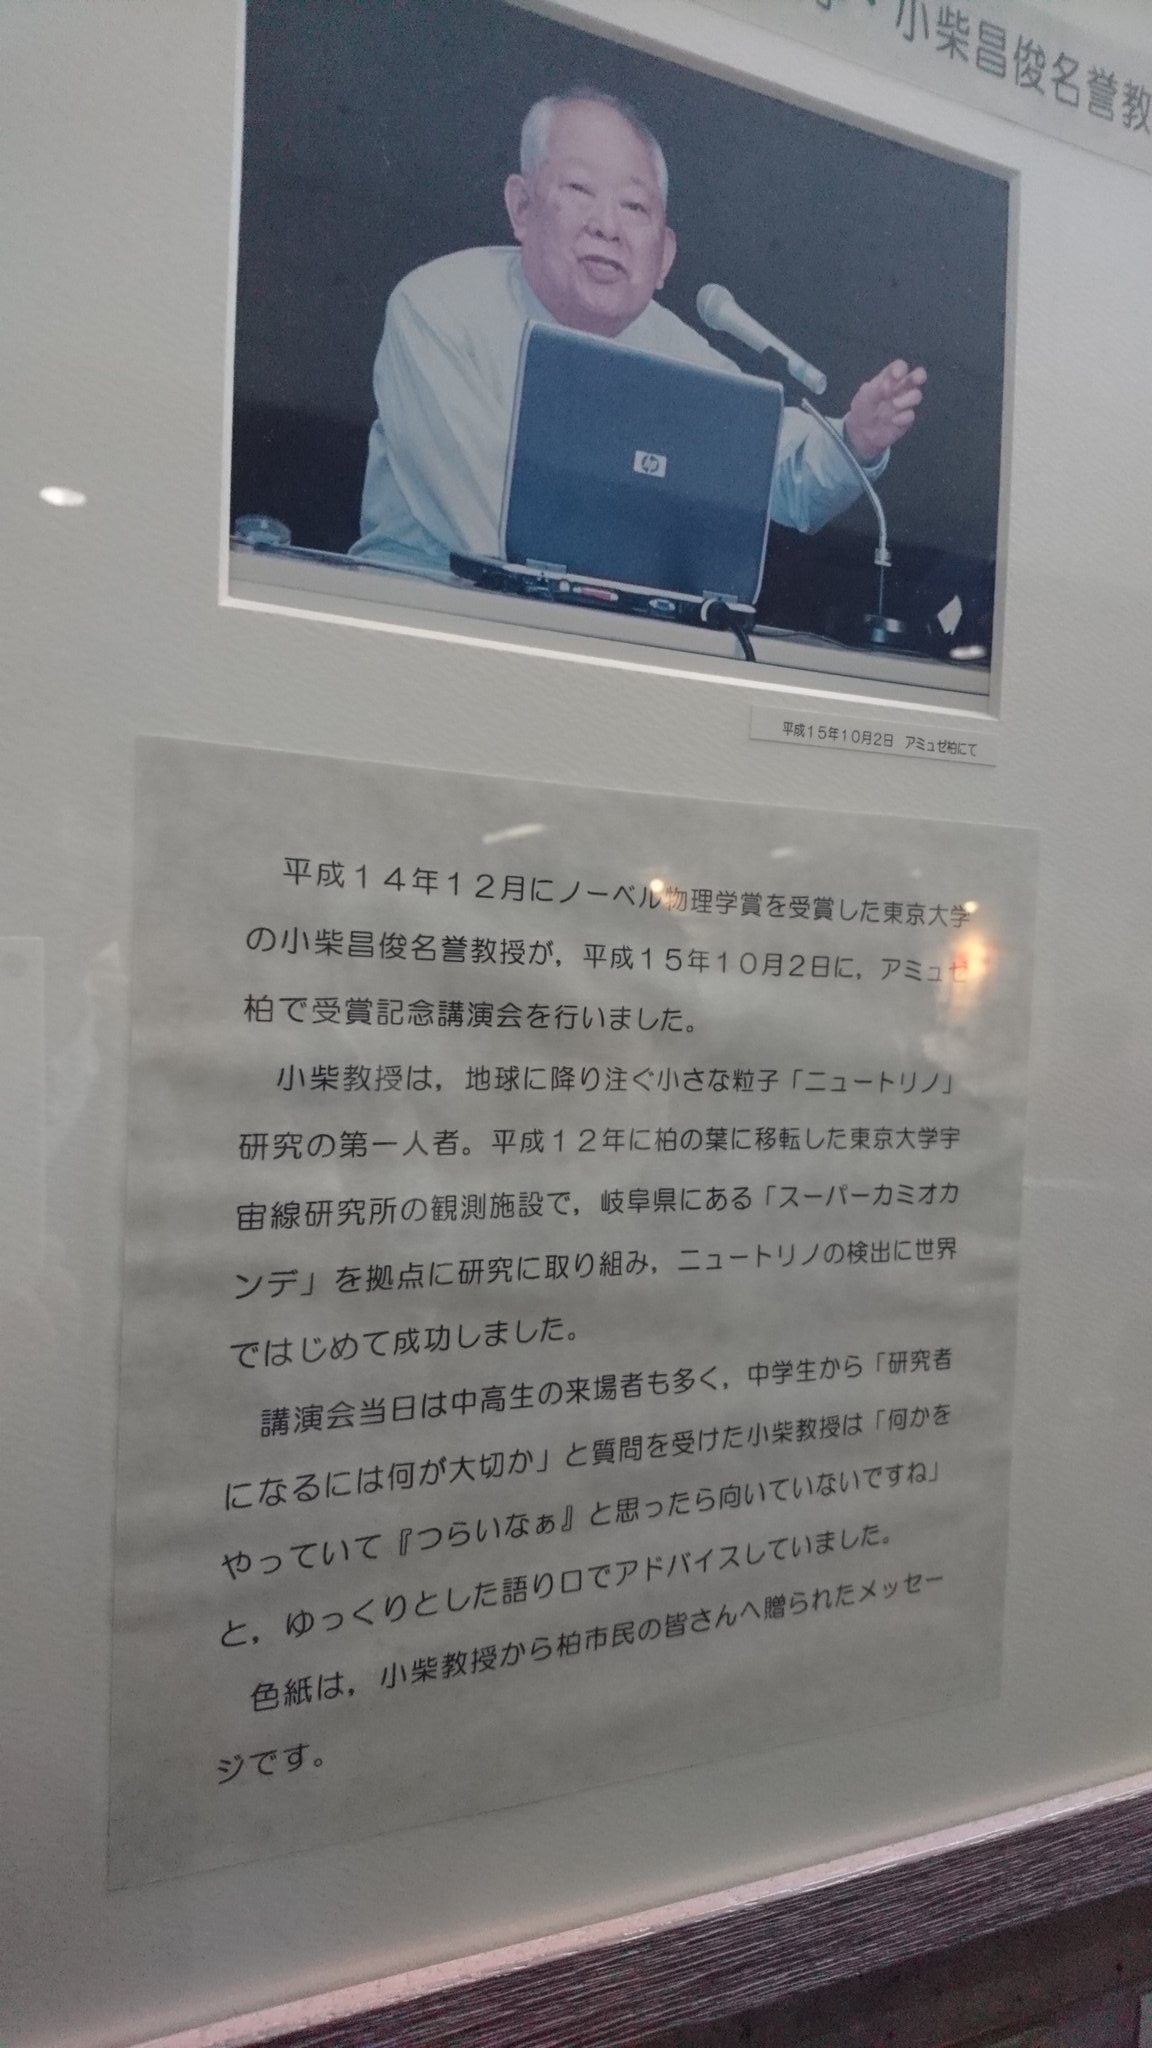 小柴昌俊名誉教
hp
平成15年10月2日 アミュゼ柏にて
平成14年12月にノーベル物理学賞を受賞した東京大学
の小柴昌俊名誉教授が，平成15年10月2日に，アミュゼ
柏で受賞記念講演会を行いました。
小柴教授は，地球に降り注ぐ小さな粒子「ニュートリノ」
研究の第一人者。平成12年に柏の葉に移転した東京大学宇
宙線研究所の観測施設で，岐阜県にある「スーパーカミオカ
ンデ」を拠点に研究に取り組み，ニュートリノの検出に世界
ではじめて成功しました。
講演会当日は中高生の来場者も多く，中学生から「研究者
になるには何が大切か」と質問を受けた小柴教授は「何かを
やっていて『つらいなぁ』と思ったら向いていないですね」
と，ゆっくりとした語り口でアドバイスしていました。
色紙は，小柴教授から柏市民の皆さんへ贈られたメッセー
ジです。